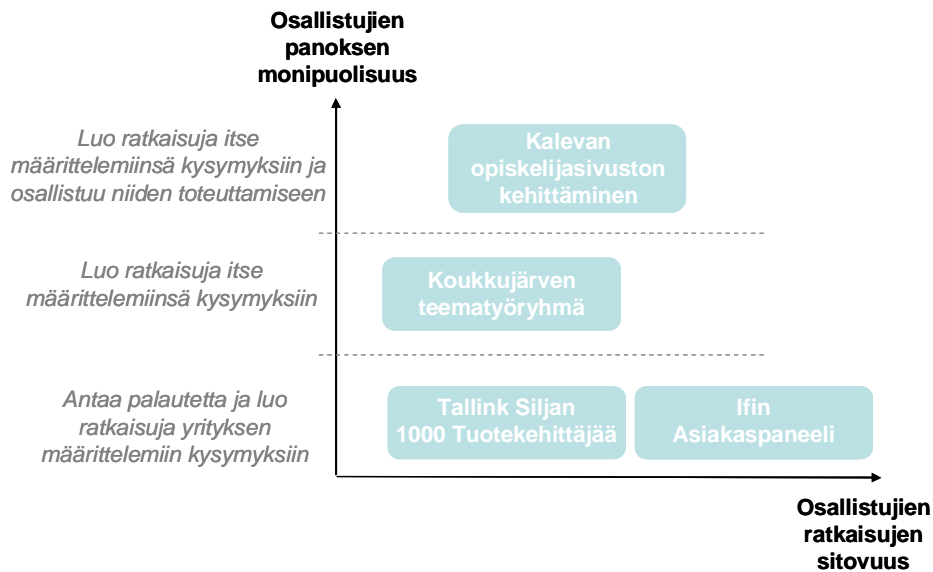 Osallistujien
panoksen
monipuolisuus
Luo ratkaisuja itse
määrittelemiinsä kysymyksiin ja
osallistuu niiden toteuttamiseen
Kalevan
opiskelijasivuston
kehittäminen
Luo ratkaisuja itse
määrittelemiinsä kysymyksiin
Koukkujärven
teematyöryhmä
Antaa palautetta ja luo
ratkaisuja yrityksen
määrittelemiin kysymyksiin
Tallink Siljan
1000 Tuotekehittäjää
Ifin
Asiakaspaneeli
Osallistujien
ratkaisujen
sitovuus